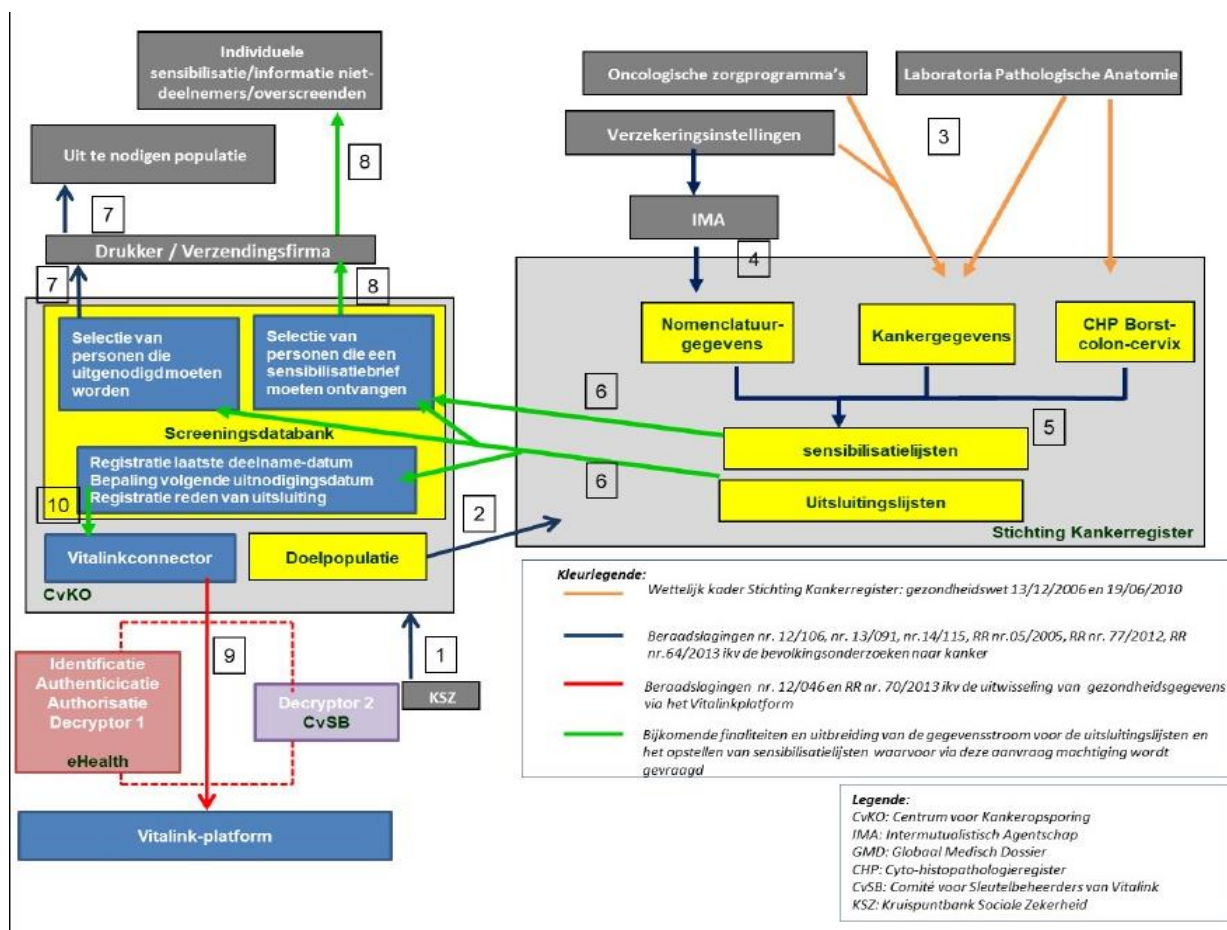 Individuele
sensibilisatie/informatie niet-
deelnemers/overscreenden
Oncologische zorgprogramma's
Laboratoria Pathologische Anatomie
Verzekeringsinstellingen
3
Uit te nodigen populatie
8
7
IMA
Drukker / Verzendingsfirma
4
7
8
Selectie van
personen die
uitgenodigd moeten
worden
Selectie van
personen die een
sensibilisatiebrief
moeten ontvangen
Nomenclatuur-
gegevens
Kankergegevens
CHP Borst-
colon-cervix
6
5
Screeningsdatabank
sensibilisatielijsten
Registratie laatste deelname-datum
Bepaling volgende uitnodigingsdatum
Registratie reden van uitsluiting
6
Uitsluitingslijsten
10
2
Stichting Kankerregister
Vitalinkconnector
Doelpopulatie
CvKO
Kleurlegende:
Wettelijk kader Stichting Kankerregister: gezondheidswet 13/12/2006 en 19/06/2010
Beraadslagingen nr. 12/106, nr. 13/091, nr.14/115, RR nr.05/2005, RR nr. 77/2012, RR
nr.64/2013 ikv de bevolkingsonderzoeken naar kanker
Beraadslagingen nr. 12/046 en RR nr. 70/2013 ikv de uitwisseling van gezondheidsgegevens
via het Vitalinkplatform
Bijkomende finaliteiten en uitbreiding van de gegevensstroom voor de uitsluitingslijsten en
het opstellen van sensibilisatielijsten waarvoor via deze aanvraag machtiging wordt
gevraagd
9
1
Identificatie
Authenticicatie
Authorisatie
Decryptor 1
eHealth
Decryptor 2
CvSB
KSZ
Vitalink-platform
Legende:
CvKO: Centrum voor Kankeropsporing
IMA: Intermutualistisch Agentschap
GMD: Globaal Medisch Dossier
CHP: Cyto-histopathologieregister
CvSB: Comité voor Sleutelbeheerders van Vitalink
KSZ: Kruispuntbank Sociale Zekerheid